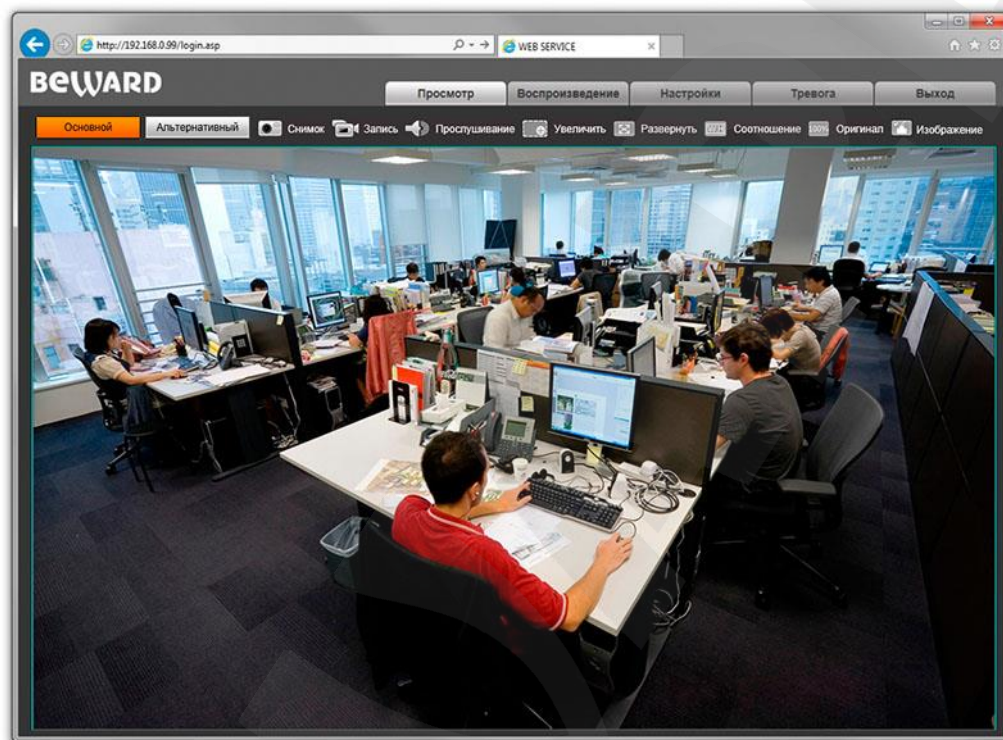 http://192.168.0.99/login.asp
WEB SERVICE
BEWARD
Просмотр
Воспроизведение
Настройки
Тревога
Выход
Основной
Альтернативный
Снимок
Запись
Прослушивание
Увеличить
Развернуть
Соотношение
100%
Оригинал
Изображение